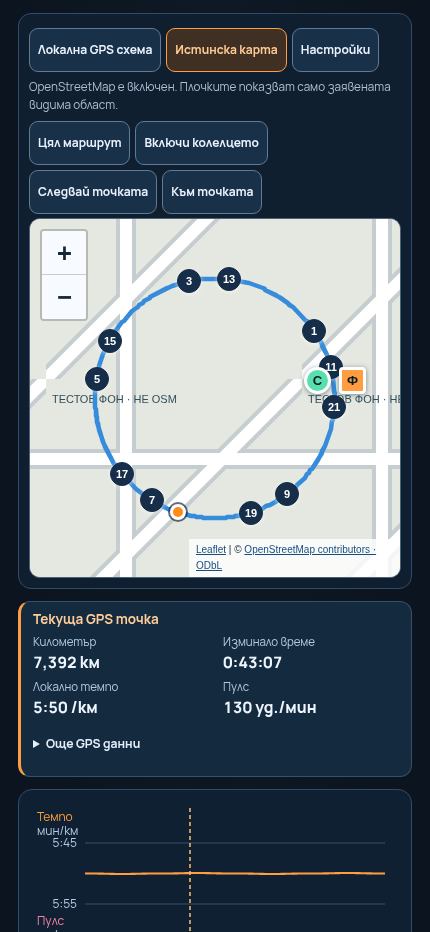 Локална GPS схема
Истинска карта
Настройки
OpenStreetMap е включен. Плочките показват само заявената
видима област.
Цял маршрут
Включи колелцето
Следвай точката
Към точката
+
−
3
13
1
15
11
5
С
Ф
ТЕСТОВ ФОН · НЕ OSM
21
17
7
9
19
Leaflet | © OpenStreetMap contributors ·
ODbL
Текуща GPS точка
Километър
Изминало време
7,392 км
0:43:07
Локално темпо
Пулс
5:50 /км
130 уд./мин
Още GPS данни
Темпо
мин/км
5:45
5:55
Пулс